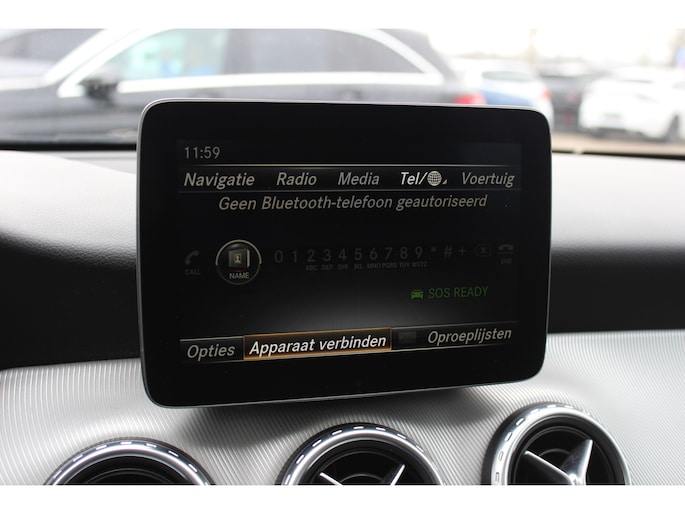 11:59
Navigatie Radio Media Tel/ Voertuig
Geen Bluetooth-telefoon geautoriseerd
0 1 2 3 4 5 6 7 8 9 * # +
ABC DEF GHI JKL MNO PQRS TUV WXYZ
CALL NAME END
SOS READY
Opties Apparaat verbinden Oproeplijsten